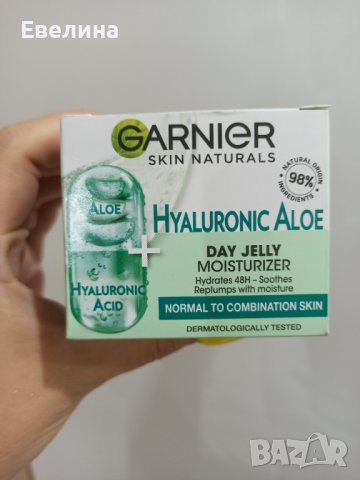 Евелина
GARNIER
SKIN NATURALS
NATURAL ORIGIN
98%
INGREDIENTS
ALOE
+
HYALURONIC
ACID
HYALURONIC ALOE
DAY JELLY
MOISTURIZER
Hydrates 48H – Soothes
Replumps with moisture
NORMAL TO COMBINATION SKIN
DERMATOLOGICALLY TESTED
BAZAR